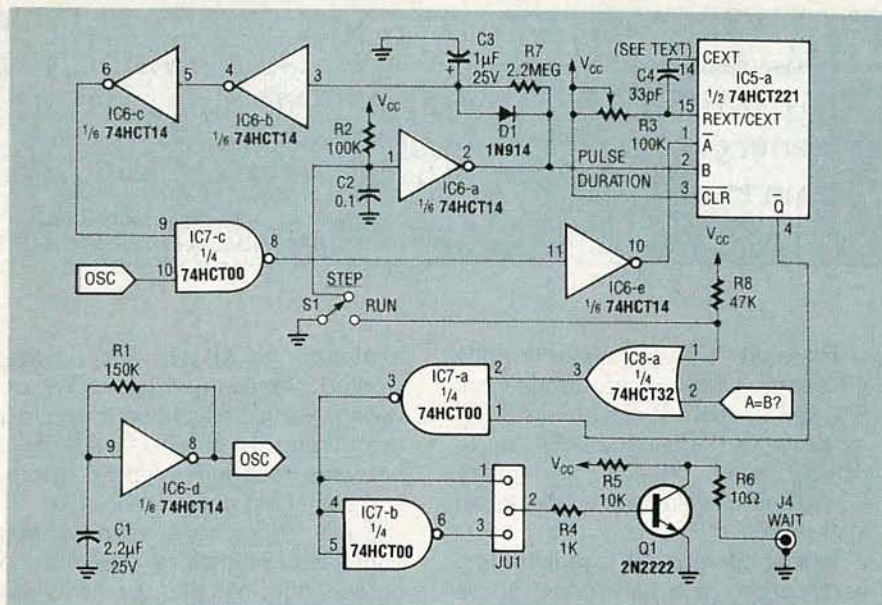 6
IC6-c
1/6 74HCT14
5
4
IC6-b
1/6 74HCT14
3
C3
1μF
25V
+
R7
2.2MEG
D1
1N914
VCC
R2
100K
C2
0.1
1
2
IC6-a
1/6 74HCT14
(SEE TEXT)
VCC
C4
33pF
R3
100K
PULSE
DURATION
CEXT
14
15
REXT/CEXT
1
A
2
B
3
CLR
Q
4
IC5-a
1/2 74HCT221
9
10
IC7-c
1/4
74HCT00
8
OSC
11
10
IC6-e
1/6 74HCT14
STEP
S1
RUN
VCC
R8
47K
R1
150K
9
8
IC6-d
1/6 74HCT14
OSC
C1
2.2μF
25V
3
IC7-a
1/4
74HCT00
2
1
3
IC8-a
1/4
74HCT32
1
2
A=B?
4
5
IC7-b
1/4
74HCT00
6
1
2
3
JU1
VCC
R5
10K
R4
1K
Q1
2N2222
R6
10Ω
J4
WAIT